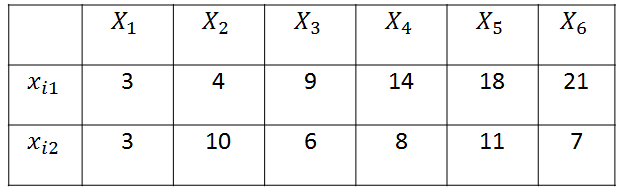 X₁ X₂ X₃ X₄ X₅ X₆
xᵢ₁ 3 4 9 14 18 21
xᵢ₂ 3 10 6 8 11 7